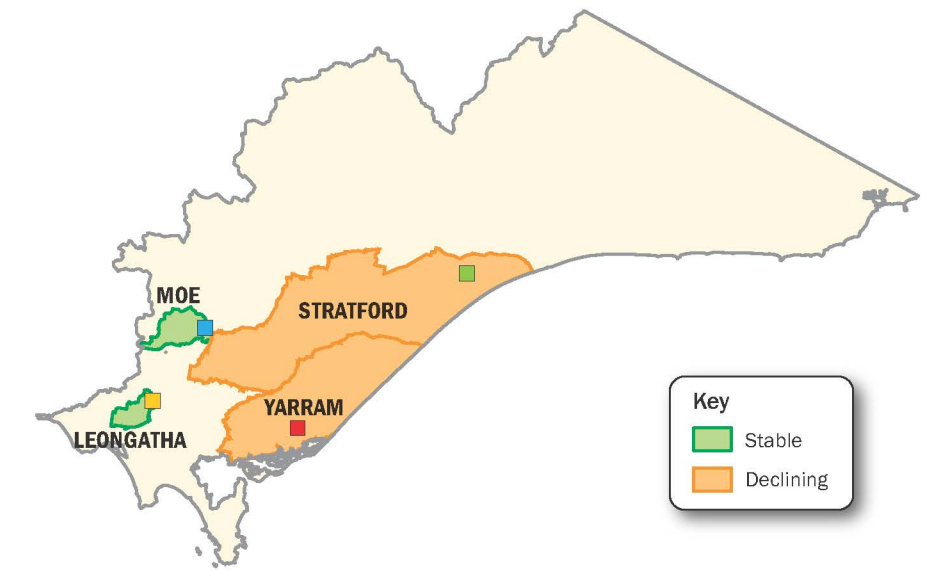 MOE
STRATFORD
YARRAM
LEONGATHA
Key
Stable
Declining